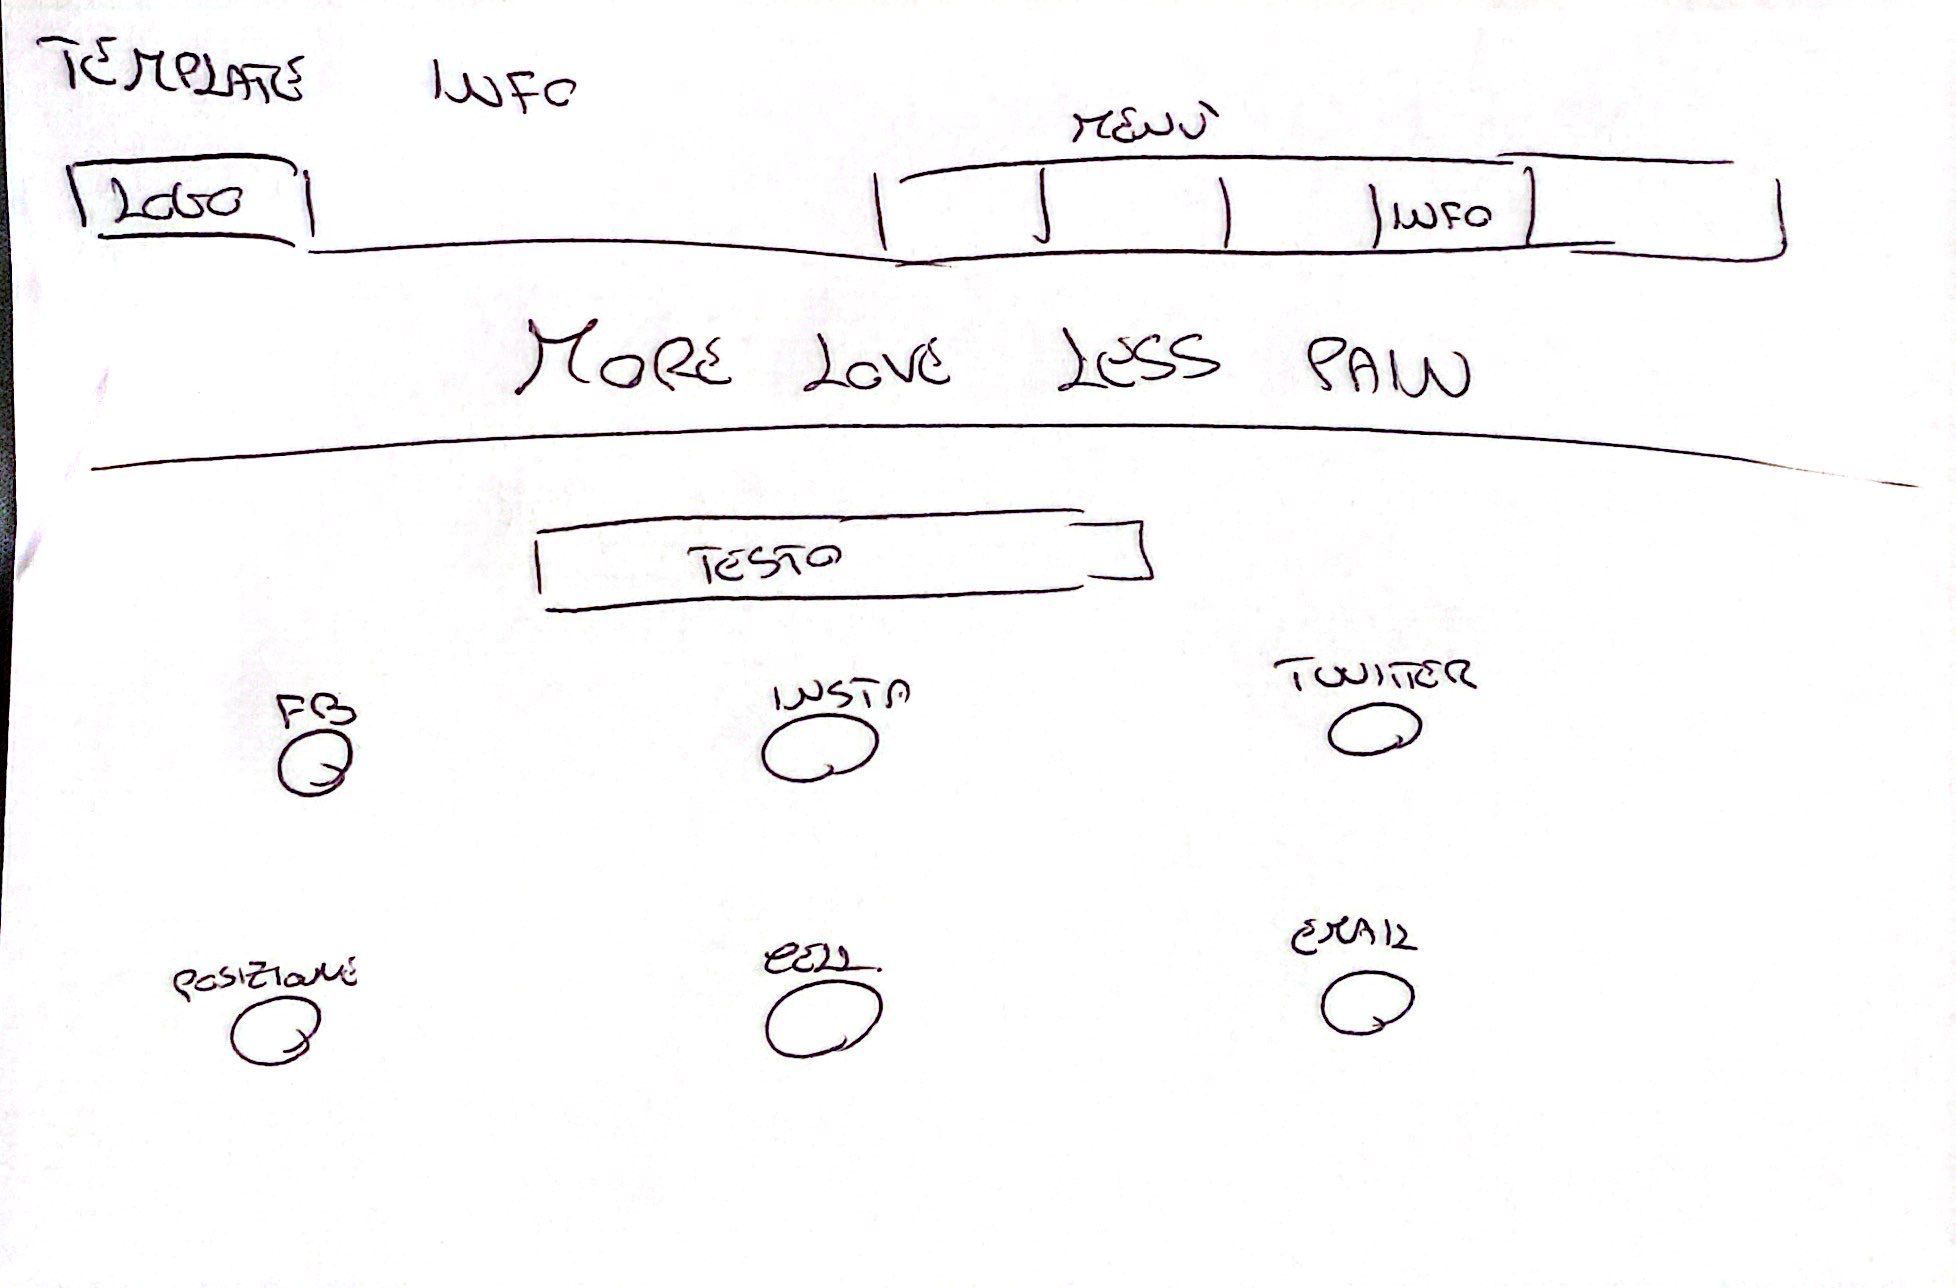 TEMPLATE INFO
MENÙ
LOGO
INFO
MORE LOVE LESS PAIN
TESTO
FB
INSTA
TWITTER
POSIZIONE
CELL.
EMAIL